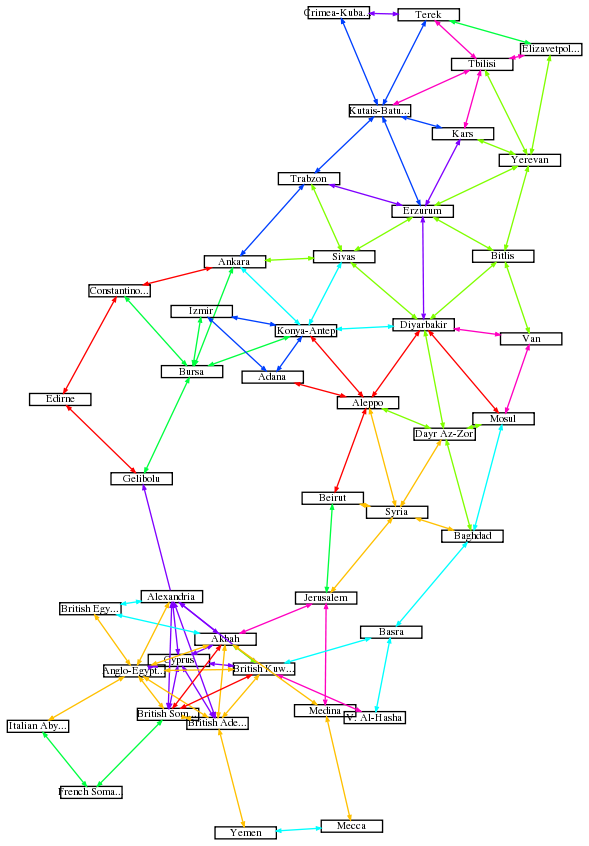 Crimea-Kuba...
Terek
Elizavetpol...
Tbilisi
Kutais-Batu...
Kars
Yerevan
Trabzon
Erzurum
Ankara
Sivas
Bitlis
Constantino...
Izmir
Konya-Antep
Diyarbakir
Van
Bursa
Adana
Edirne
Aleppo
Mosul
Dayr Az-Zor
Gelibolu
Beirut
Syria
Baghdad
Alexandria
Jerusalem
British Egy...
Basra
Akbah
Cyprus
Anglo-Egypt...
British Kuw...
Medina
British Som...
V. Al-Hasha
British Ade...
Italian Aby...
French Soma...
Yemen
Mecca